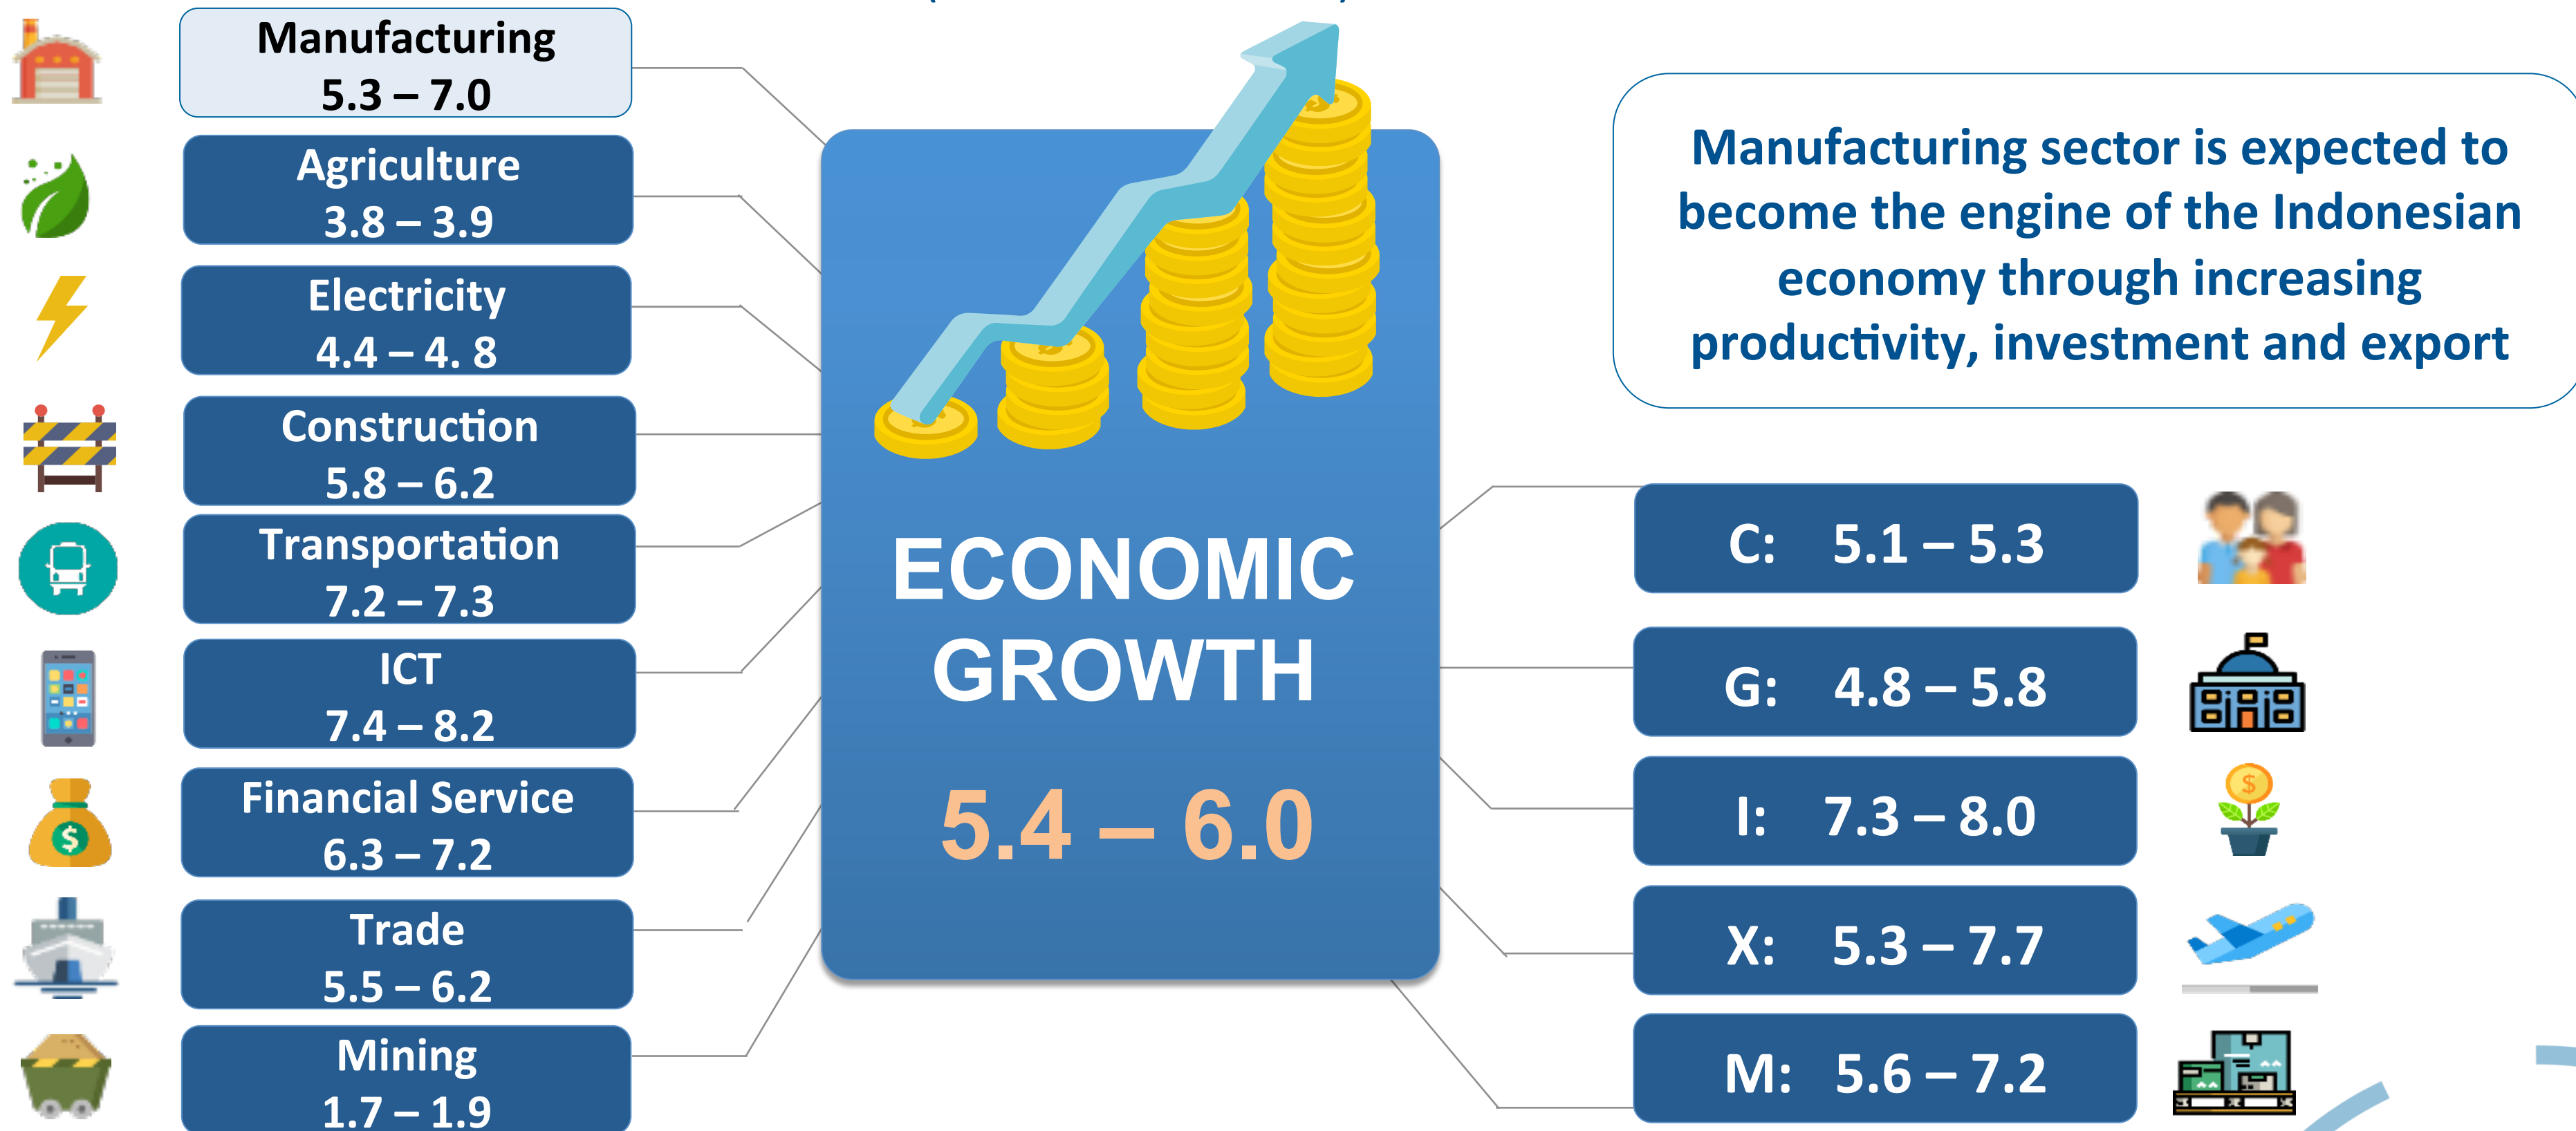 Manufacturing
5.3 – 7.0
Agriculture
3.8 – 3.9
Electricity
4.4 – 4. 8
Construction
5.8 – 6.2
Transportation
7.2 – 7.3
ICT
7.4 – 8.2
Financial Service
6.3 – 7.2
Trade
5.5 – 6.2
Mining
1.7 – 1.9
ECONOMIC
GROWTH
5.4 – 6.0
Manufacturing sector is expected to
become the engine of the Indonesian
economy through increasing
productivity, investment and export
C: 5.1 – 5.3
G: 4.8 – 5.8
I: 7.3 – 8.0
X: 5.3 – 7.7
M: 5.6 – 7.2